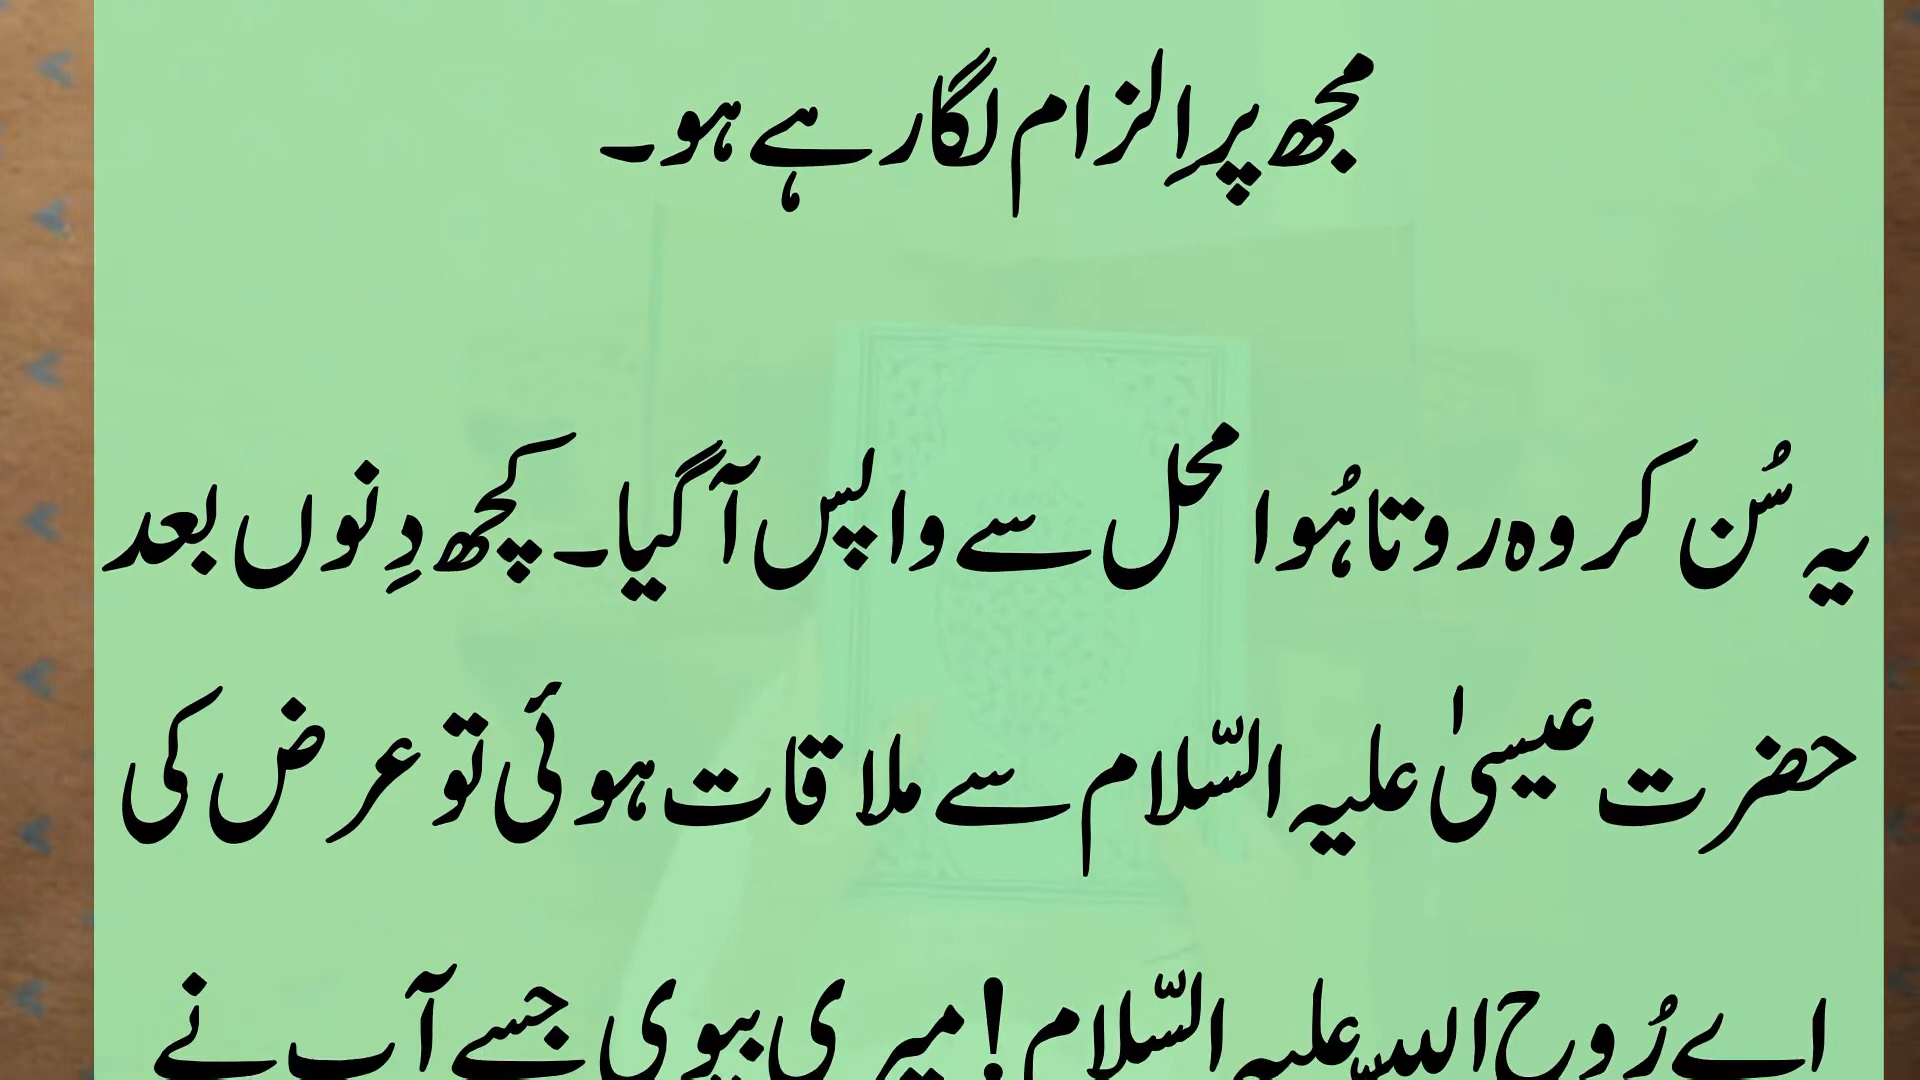 مجھ پر اِلزام لگا رہے ہو۔
یہ سُن کر وہ روتا ہُوا محل سے واپس آگیا۔ کچھ دِنوں بعد
حضرت عیسیٰ علیہ السّلام سے ملاقات ہوئی تو عرض کی
اے رُوح اللہ علیہ السّلام! میری بیوی جسے آپ نے